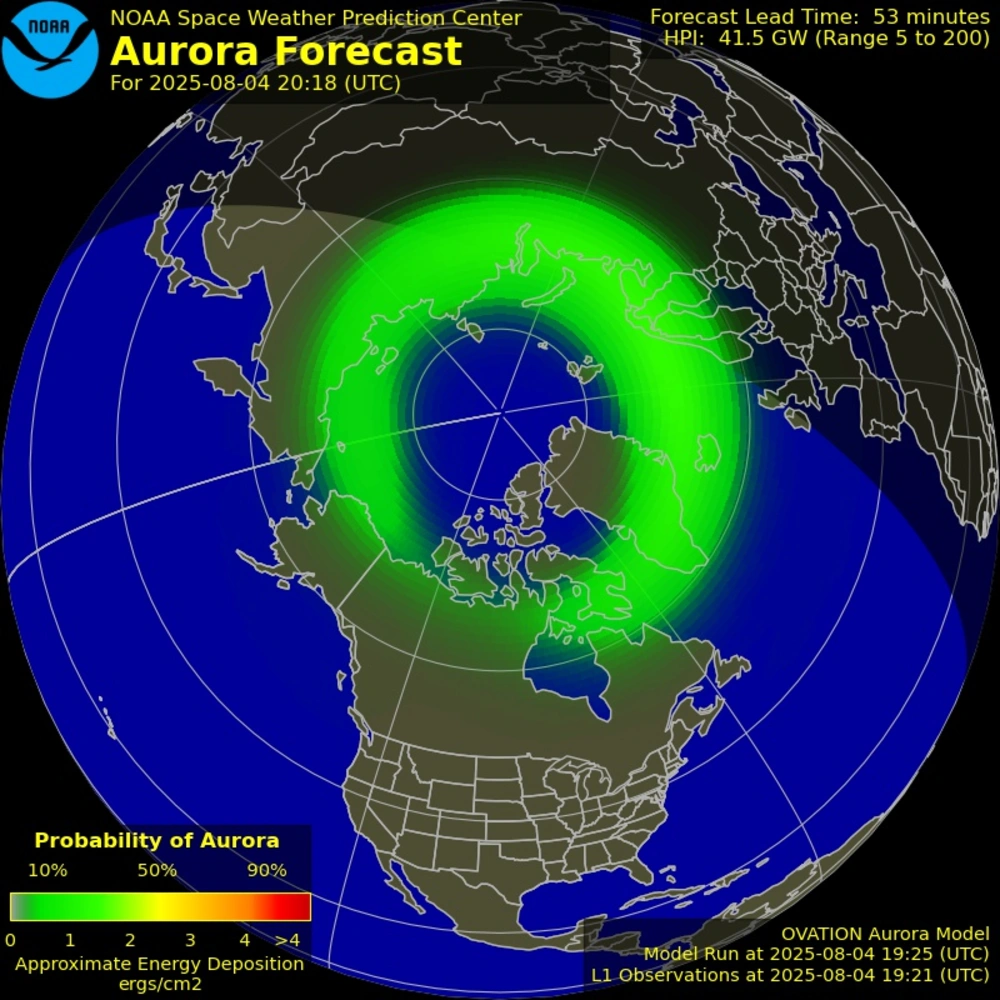 NOAA
NOAA Space Weather Prediction Center
Aurora Forecast
For 2025-08-04 20:18 (UTC)
Forecast Lead Time: 53 minutes
HPI: 41.5 GW (Range 5 to 200)
Probability of Aurora
10% 50% 90%
0 1 2 3 4 >4
Approximate Energy Deposition
ergs/cm2
OVATION Aurora Model
Model Run at 2025-08-04 19:25 (UTC)
L1 Observations at 2025-08-04 19:21 (UTC)